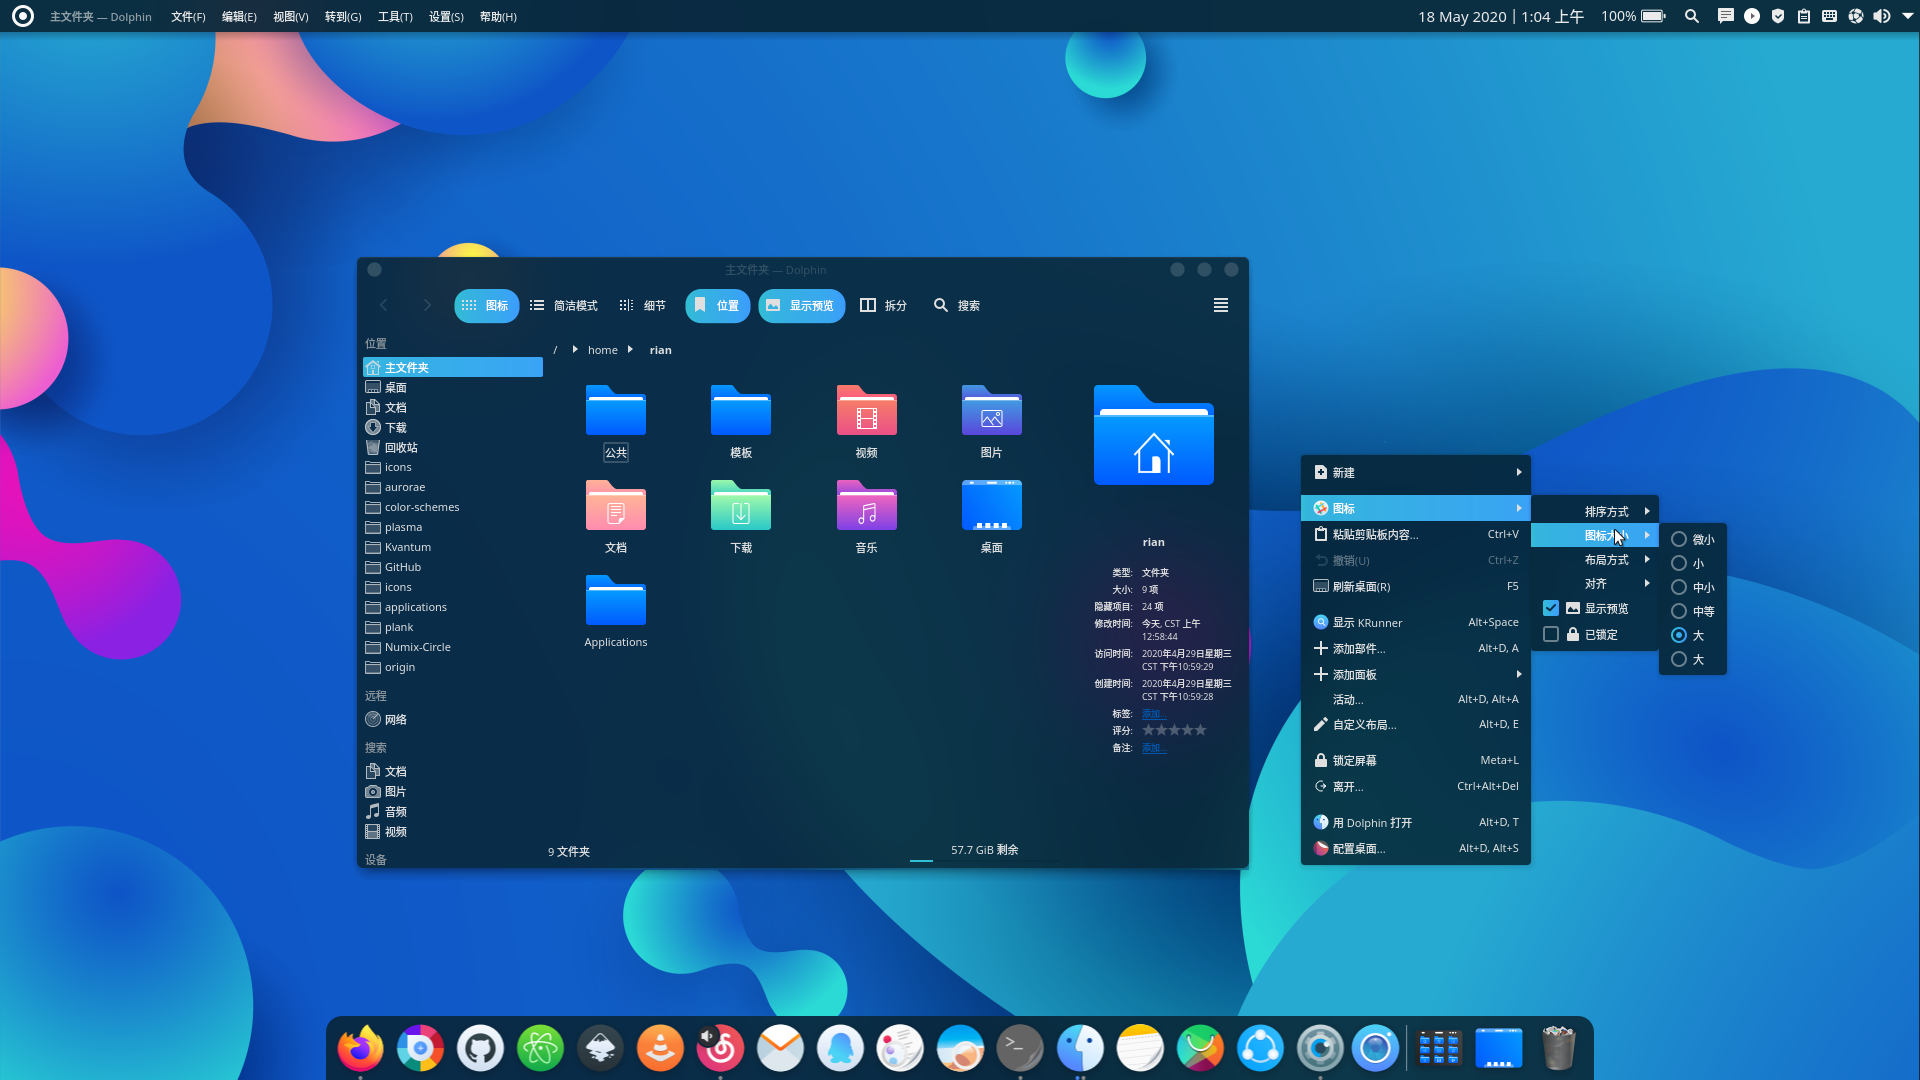 主文件夹 — Dolphin 文件(F) 编辑(E) 视图(V) 转到(G) 工具(T) 设置(S) 帮助(H) 18 May 2020 | 1:04 上午 100%
主文件夹 — Dolphin
图标 简洁模式 细节 位置 显示预览 拆分 搜索
位置
主文件夹
桌面
文档
下载
回收站
icons
aurorae
color-schemes
plasma
Kvantum
GitHub
icons
applications
plank
Numix-Circle
origin
远程
网络
搜索
文档
图片
音频
视频
设备
/ home rian
公共 模板 视频 图片
文档 下载 音乐 桌面
Applications
9 文件夹
57.7 GiB 剩余
rian
类型: 文件夹
大小: 9 项
隐藏项目: 24 项
修改时间: 今天, CST 上午
12:58:44
访问时间: 2020年4月29日星期三
CST 下午10:59:29
创建时间: 2020年4月29日星期三
CST 下午10:59:28
标签: 添加...
评分:
备注: 添加...
新建
图标
粘贴剪贴板内容... Ctrl+V
撤销(U) Ctrl+Z
刷新桌面(R) F5
显示 KRunner Alt+Space
添加部件... Alt+D, A
添加面板
活动... Alt+D, Alt+A
自定义布局... Alt+D, E
锁定屏幕 Meta+L
离开... Ctrl+Alt+Del
用 Dolphin 打开 Alt+D, T
配置桌面... Alt+D, Alt+S
排序方式
图标大小
布局方式
对齐
显示预览
已锁定
微小
小
中小
中等
大
大